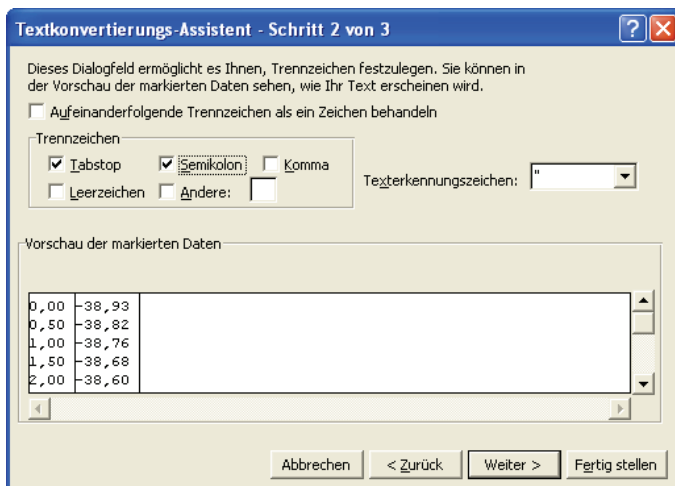 Textkonvertierungs-Assistent - Schritt 2 von 3
Dieses Dialogfeld ermöglicht es Ihnen, Trennzeichen festzulegen. Sie können in
der Vorschau der markierten Daten sehen, wie Ihr Text erscheinen wird.
Aufeinanderfolgende Trennzeichen als ein Zeichen behandeln
Trennzeichen
Tabstop Semikolon Komma
Leerzeichen Andere:
Texterkennungszeichen: "
Vorschau der markierten Daten
0,00 -38,93
0,50 -38,82
1,00 -38,76
1,50 -38,68
2,00 -38,60
Abbrechen < Zurück Weiter > Fertig stellen